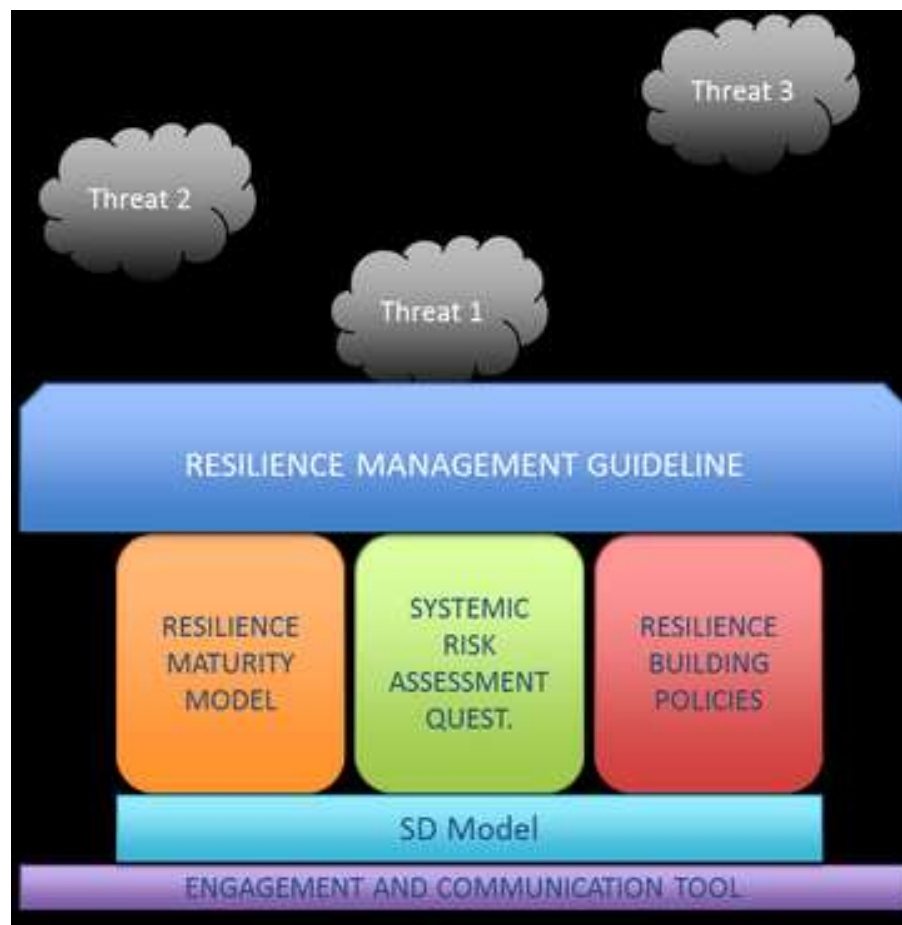 Threat 3
Threat 2
Threat 1
RESILIENCE MANAGEMENT GUIDELINE
RESILIENCE
MATURITY
MODEL
SYSTEMIC
RISK
ASSESSMENT
QUEST.
RESILIENCE
BUILDING
POLICIES
SD Model
ENGAGEMENT AND COMMUNICATION TOOL